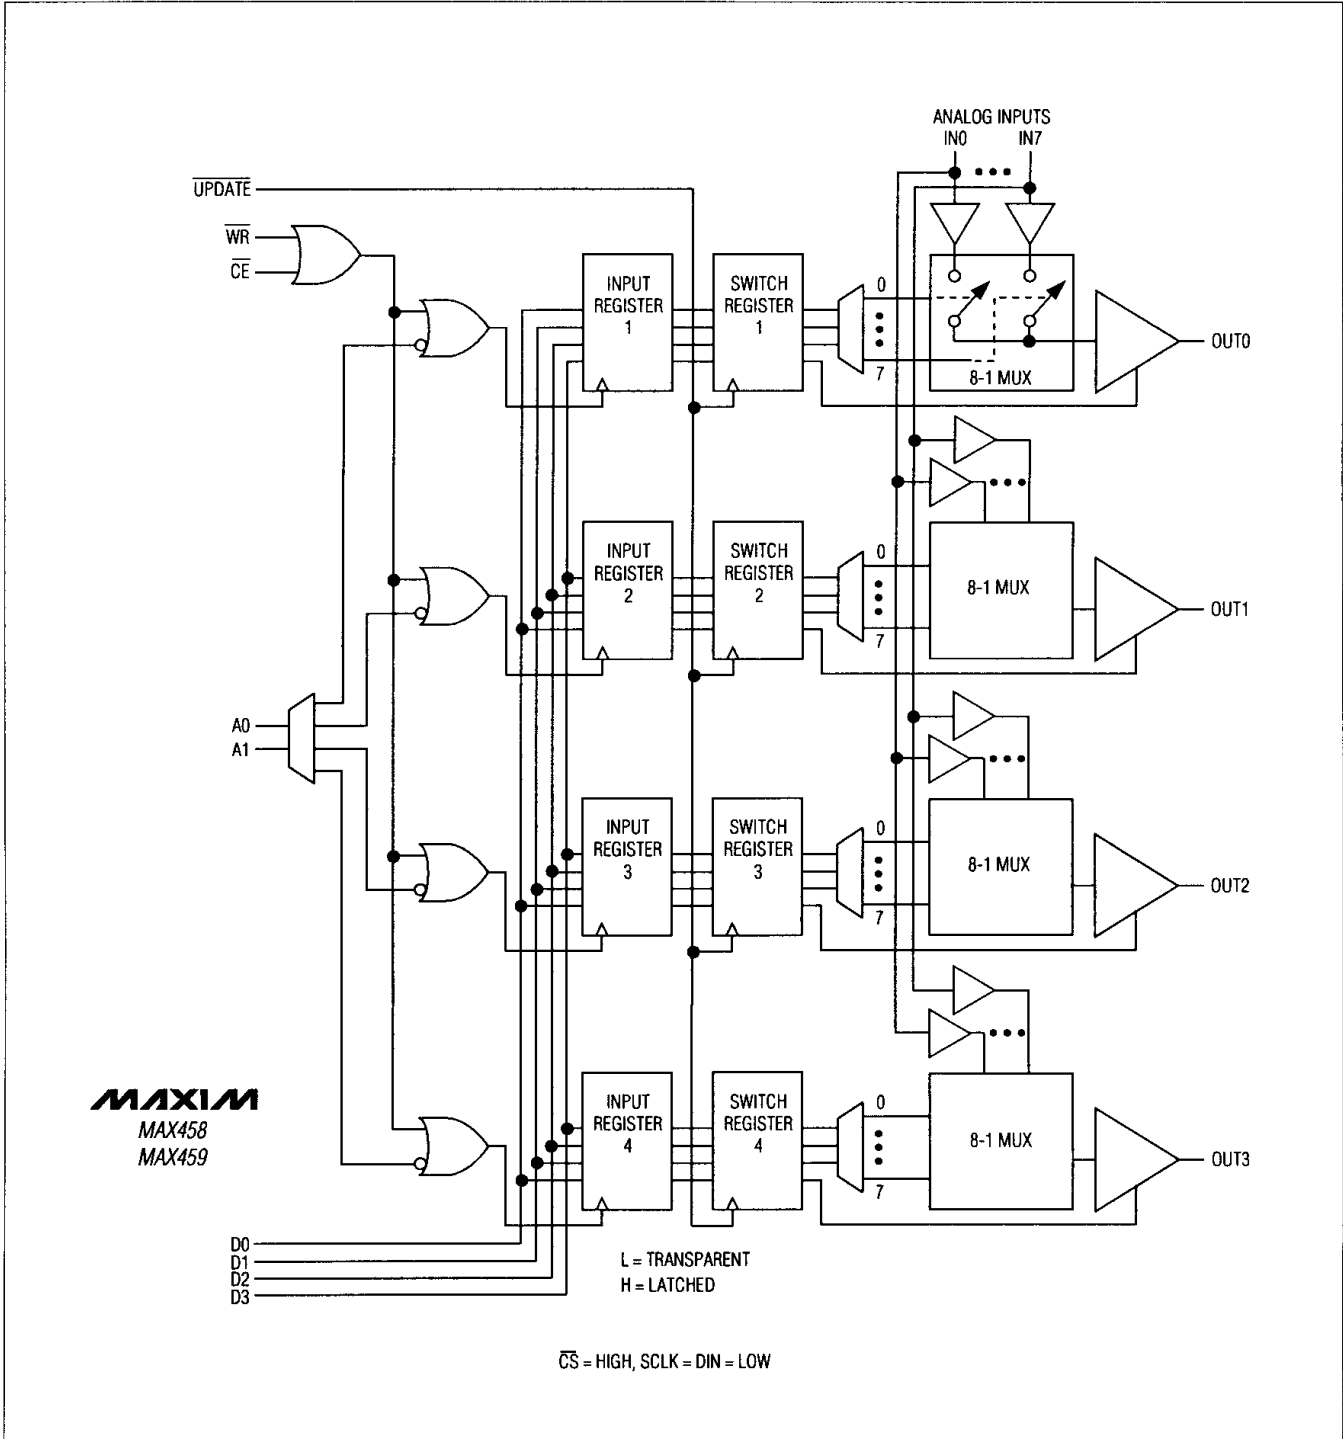 ANALOG INPUTS
IN0 IN7
UPDATE
WR
CE
INPUT REGISTER 1
SWITCH REGISTER 1
0
7
8-1 MUX
OUT0
INPUT REGISTER 2
SWITCH REGISTER 2
0
7
8-1 MUX
OUT1
A0
A1
INPUT REGISTER 3
SWITCH REGISTER 3
0
7
8-1 MUX
OUT2
MAXIM
MAX458
MAX459
INPUT REGISTER 4
SWITCH REGISTER 4
0
7
8-1 MUX
OUT3
D0
D1
D2
D3
L = TRANSPARENT
H = LATCHED
CS = HIGH, SCLK = DIN = LOW